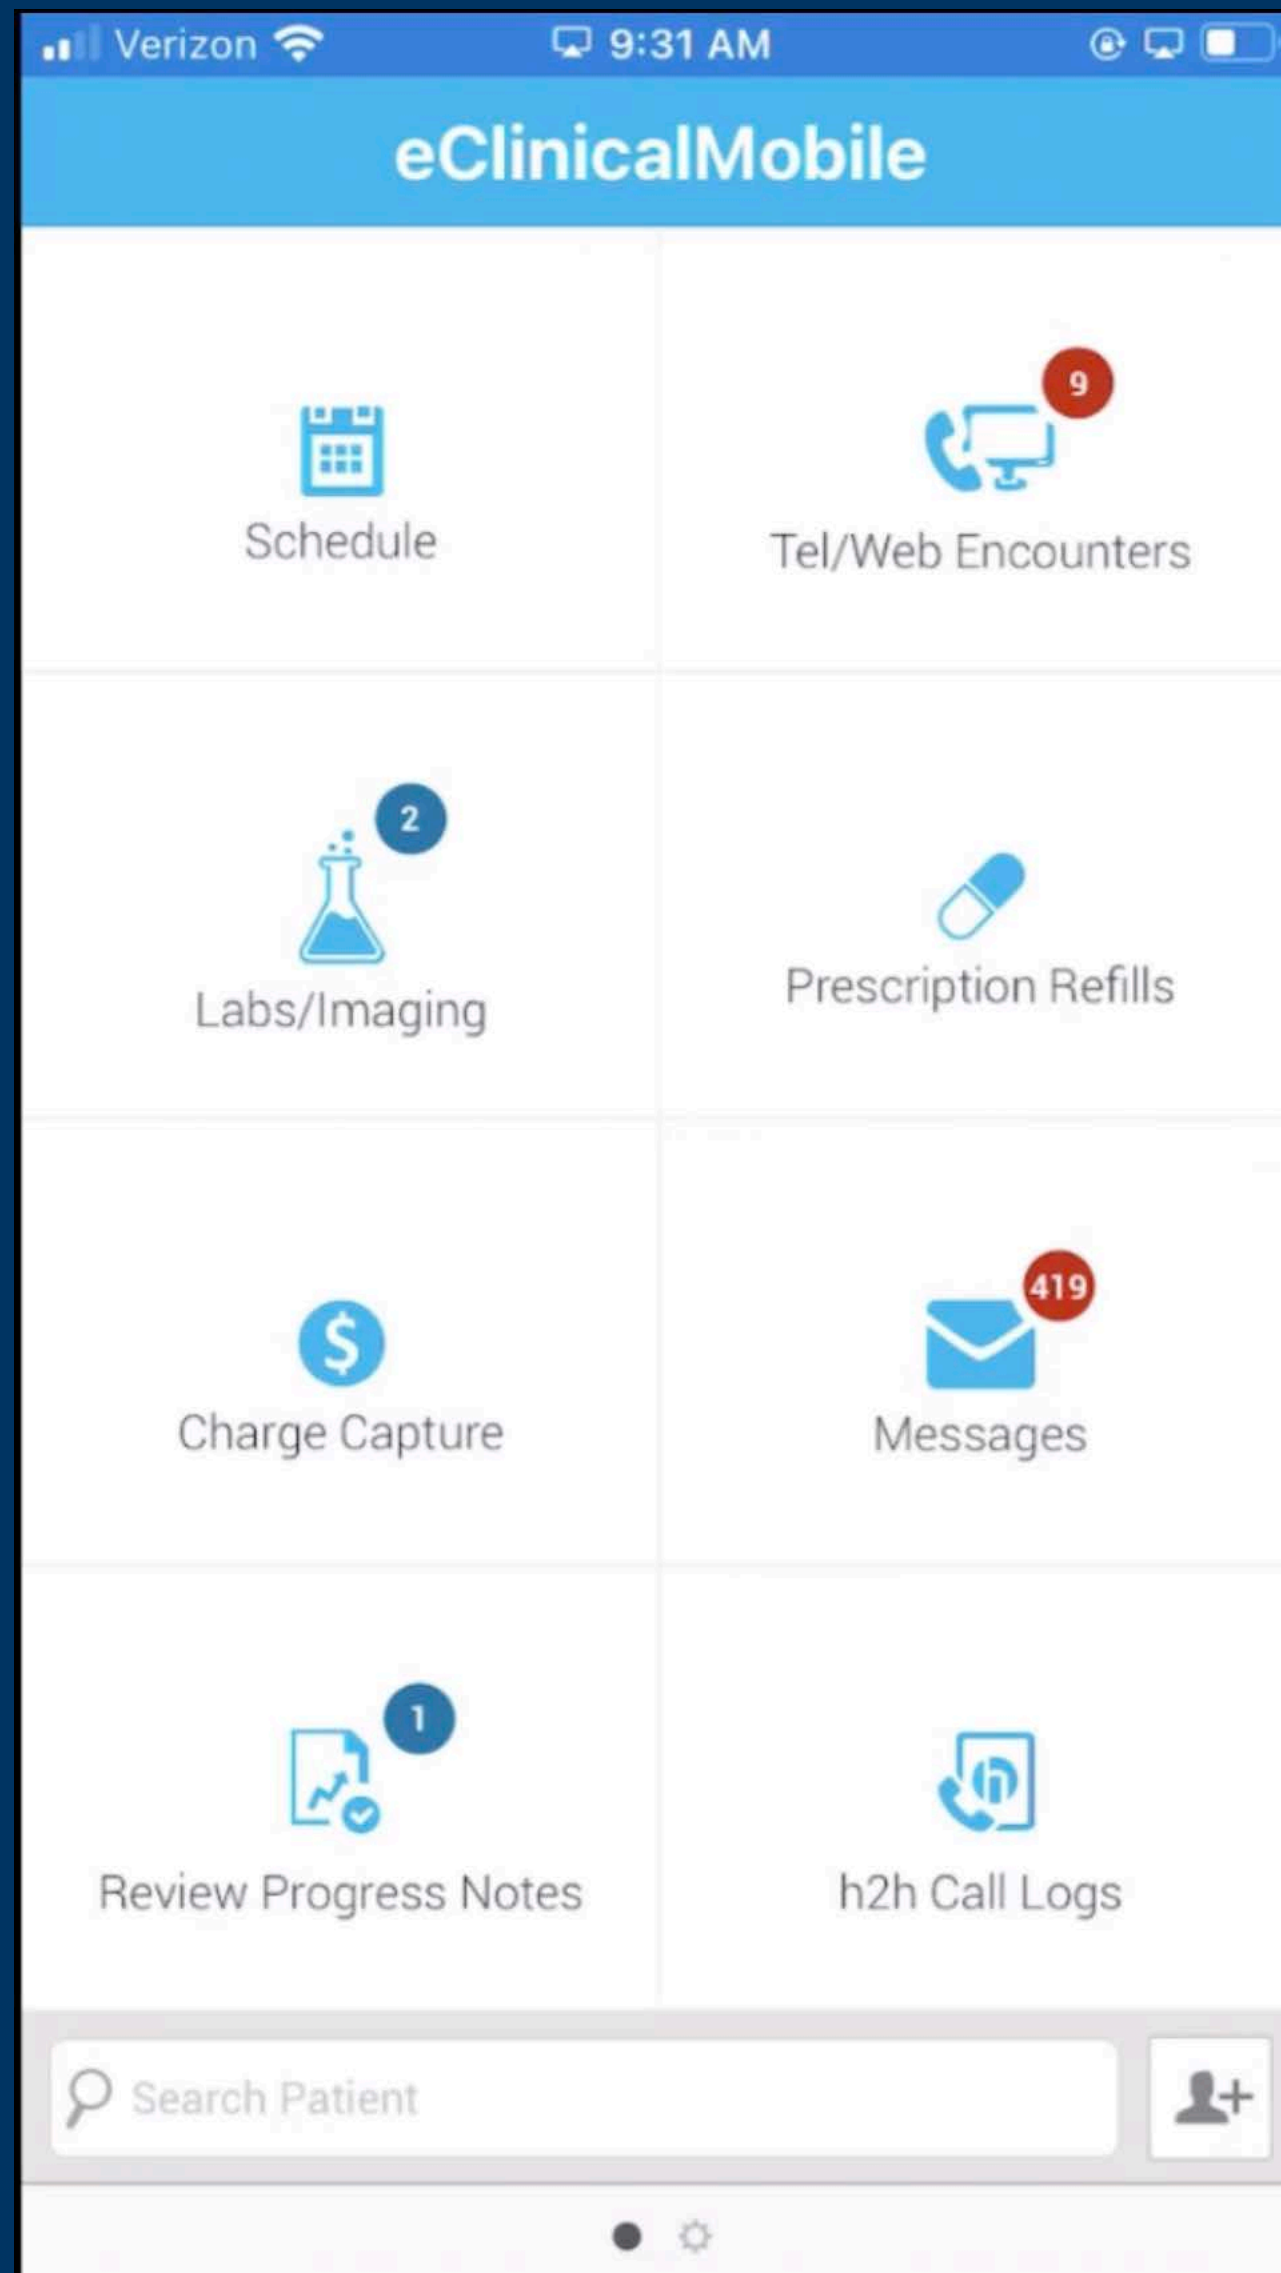 Verizon 9:31 AM
eClinicalMobile
9
Schedule
Tel/Web Encounters
2
Labs/Imaging
Prescription Refills
$
419
Charge Capture
Messages
1
h
Review Progress Notes
h2h Call Logs
Search Patient